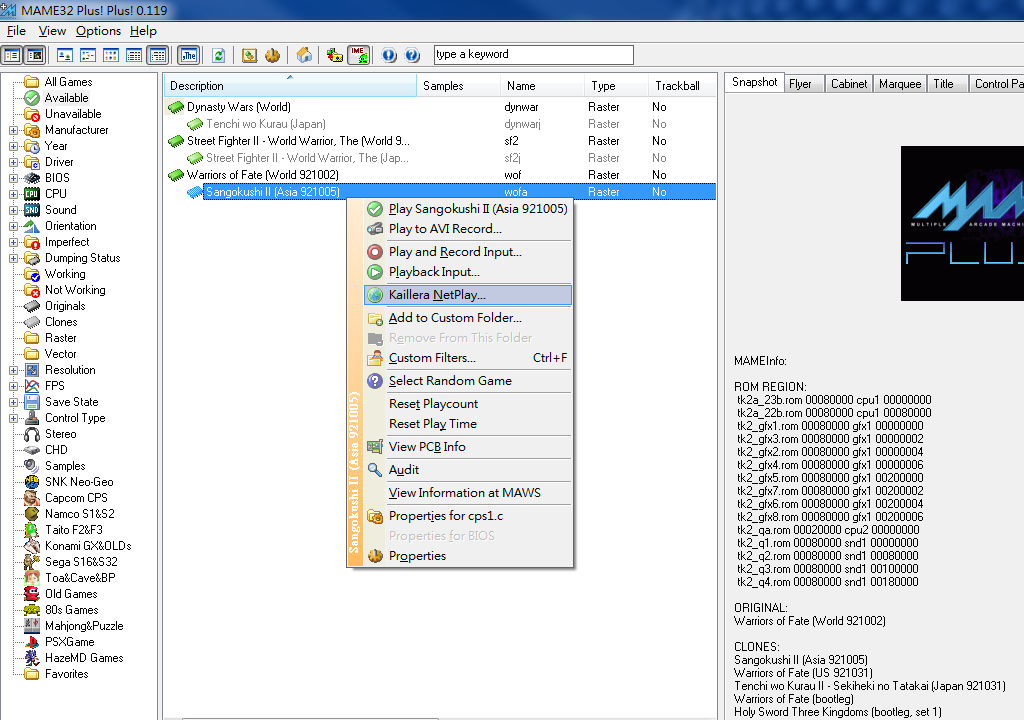 MAME32 Plus! Plus! 0.119
File View Options Help
type a keyword
All Games
Available
Unavailable
Manufacturer
Year
Driver
BIOS
CPU
Sound
Orientation
Imperfect
Dumping Status
Working
Not Working
Originals
Clones
Raster
Vector
Resolution
FPS
Save State
Control Type
Stereo
CHD
Samples
SNK Neo-Geo
Capcom CPS
Namco S1&S2
Taito F2&F3
Konami GX&OLDs
Sega S16&S32
Toa&Cave&BP
Old Games
80s Games
Mahjong&Puzzle
PSXGame
HazeMD Games
Favorites
Description Samples Name Type Trackball
Dynasty Wars (World) dynwar Raster No
Tenchi wo Kurau (Japan) dynwarj Raster No
Street Fighter II - World Warrior, The (World 9... sf2 Raster No
Street Fighter II - World Warrior, The (Jap... sf2j Raster No
Warriors of Fate (World 921002) wof Raster No
Sangokushi II (Asia 921005) wofa Raster No
Sangokushi II (Asia 921005)
Play Sangokushi II (Asia 921005)
Play to AVI Record...
Play and Record Input...
Playback Input...
Kaillera NetPlay...
Add to Custom Folder...
Remove From This Folder
Custom Filters... Ctrl+F
Select Random Game
Reset Playcount
Reset Play Time
View PCB Info
Audit
View Information at MAWS
Properties for cps1.c
Properties for BIOS
Properties
Snapshot Flyer Cabinet Marquee Title Control Pa
MAM
MULTIPLE ARCADE MACHIN
PLU
MAMEInfo:
ROM REGION:
tk2a_23b.rom 00080000 cpu1 00000000
tk2a_22b.rom 00080000 cpu1 00080000
tk2_gfx1.rom 00080000 gfx1 00000000
tk2_gfx3.rom 00080000 gfx1 00000002
tk2_gfx2.rom 00080000 gfx1 00000004
tk2_gfx4.rom 00080000 gfx1 00000006
tk2_gfx5.rom 00080000 gfx1 00200000
tk2_gfx7.rom 00080000 gfx1 00200002
tk2_gfx6.rom 00080000 gfx1 00200004
tk2_gfx8.rom 00080000 gfx1 00200006
tk2_qa.rom 00020000 cpu2 00000000
tk2_q1.rom 00080000 snd1 00000000
tk2_q2.rom 00080000 snd1 00080000
tk2_q3.rom 00080000 snd1 00100000
tk2_q4.rom 00080000 snd1 00180000
ORIGINAL:
Warriors of Fate (World 921002)
CLONES:
Sangokushi II (Asia 921005)
Warriors of Fate (US 921031)
Tenchi wo Kurau II - Sekiheki no Tatakai (Japan 921031)
Warriors of Fate (bootleg)
Holy Sword Three Kingdoms (bootleg, set 1)